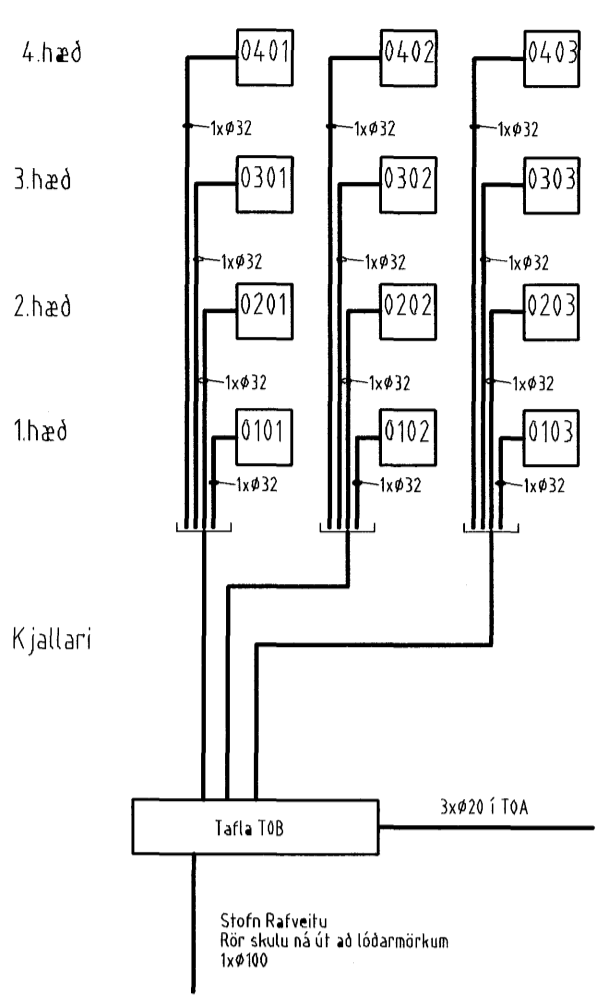 4.hæð
0401
0402
0403
1xø32
1xø32
1xø32
3.hæð
0301
0302
0303
1xø32
1xø32
1xø32
2.hæð
0201
0202
0203
1xø32
1xø32
1xø32
1.hæð
0101
0102
0103
1xø32
1xø32
1xø32
Kjallari
Tafla T0B
3xø20 í T0A
Stofn Rafveitu
Rör skulu ná út að lóðarmörkum
1xø100